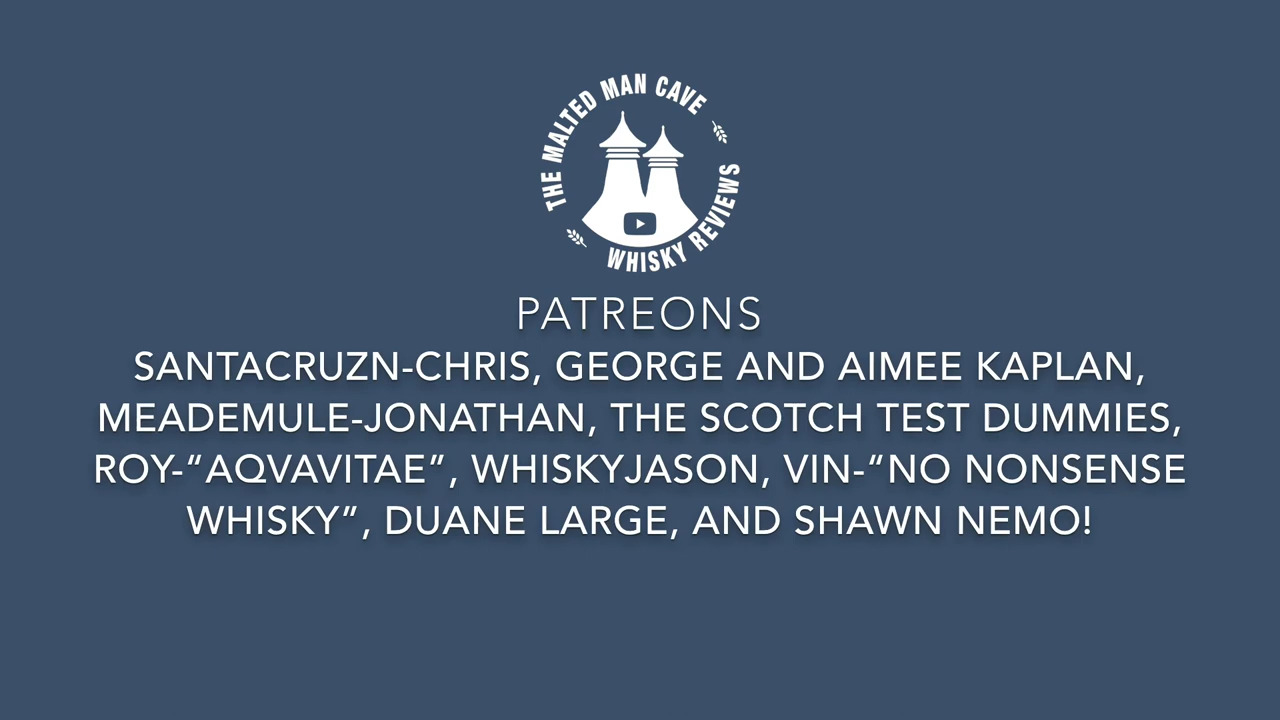 THE MALTED MAN CAVE
WHISKY REVIEWS
PATREONS
SANTACRUZN-CHRIS, GEORGE AND AIMEE KAPLAN,
MEADEMULE-JONATHAN, THE SCOTCH TEST DUMMIES,
ROY-“AQVAVITAE”, WHISKYJASON, VIN-“NO NONSENSE
WHISKY”, DUANE LARGE, AND SHAWN NEMO!